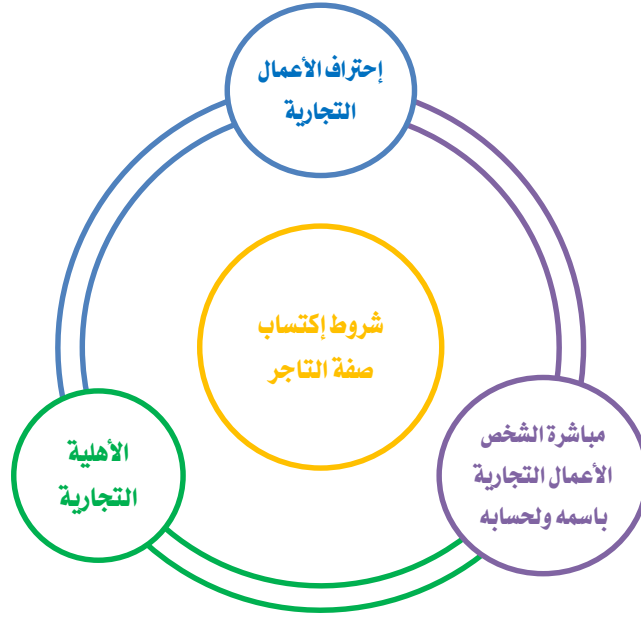 إحتراف الأعمال
التجارية
شروط إكتساب
صفة التاجر
مباشرة الشخص
الأعمال التجارية
باسمه ولحسابه
الأهلية
التجارية